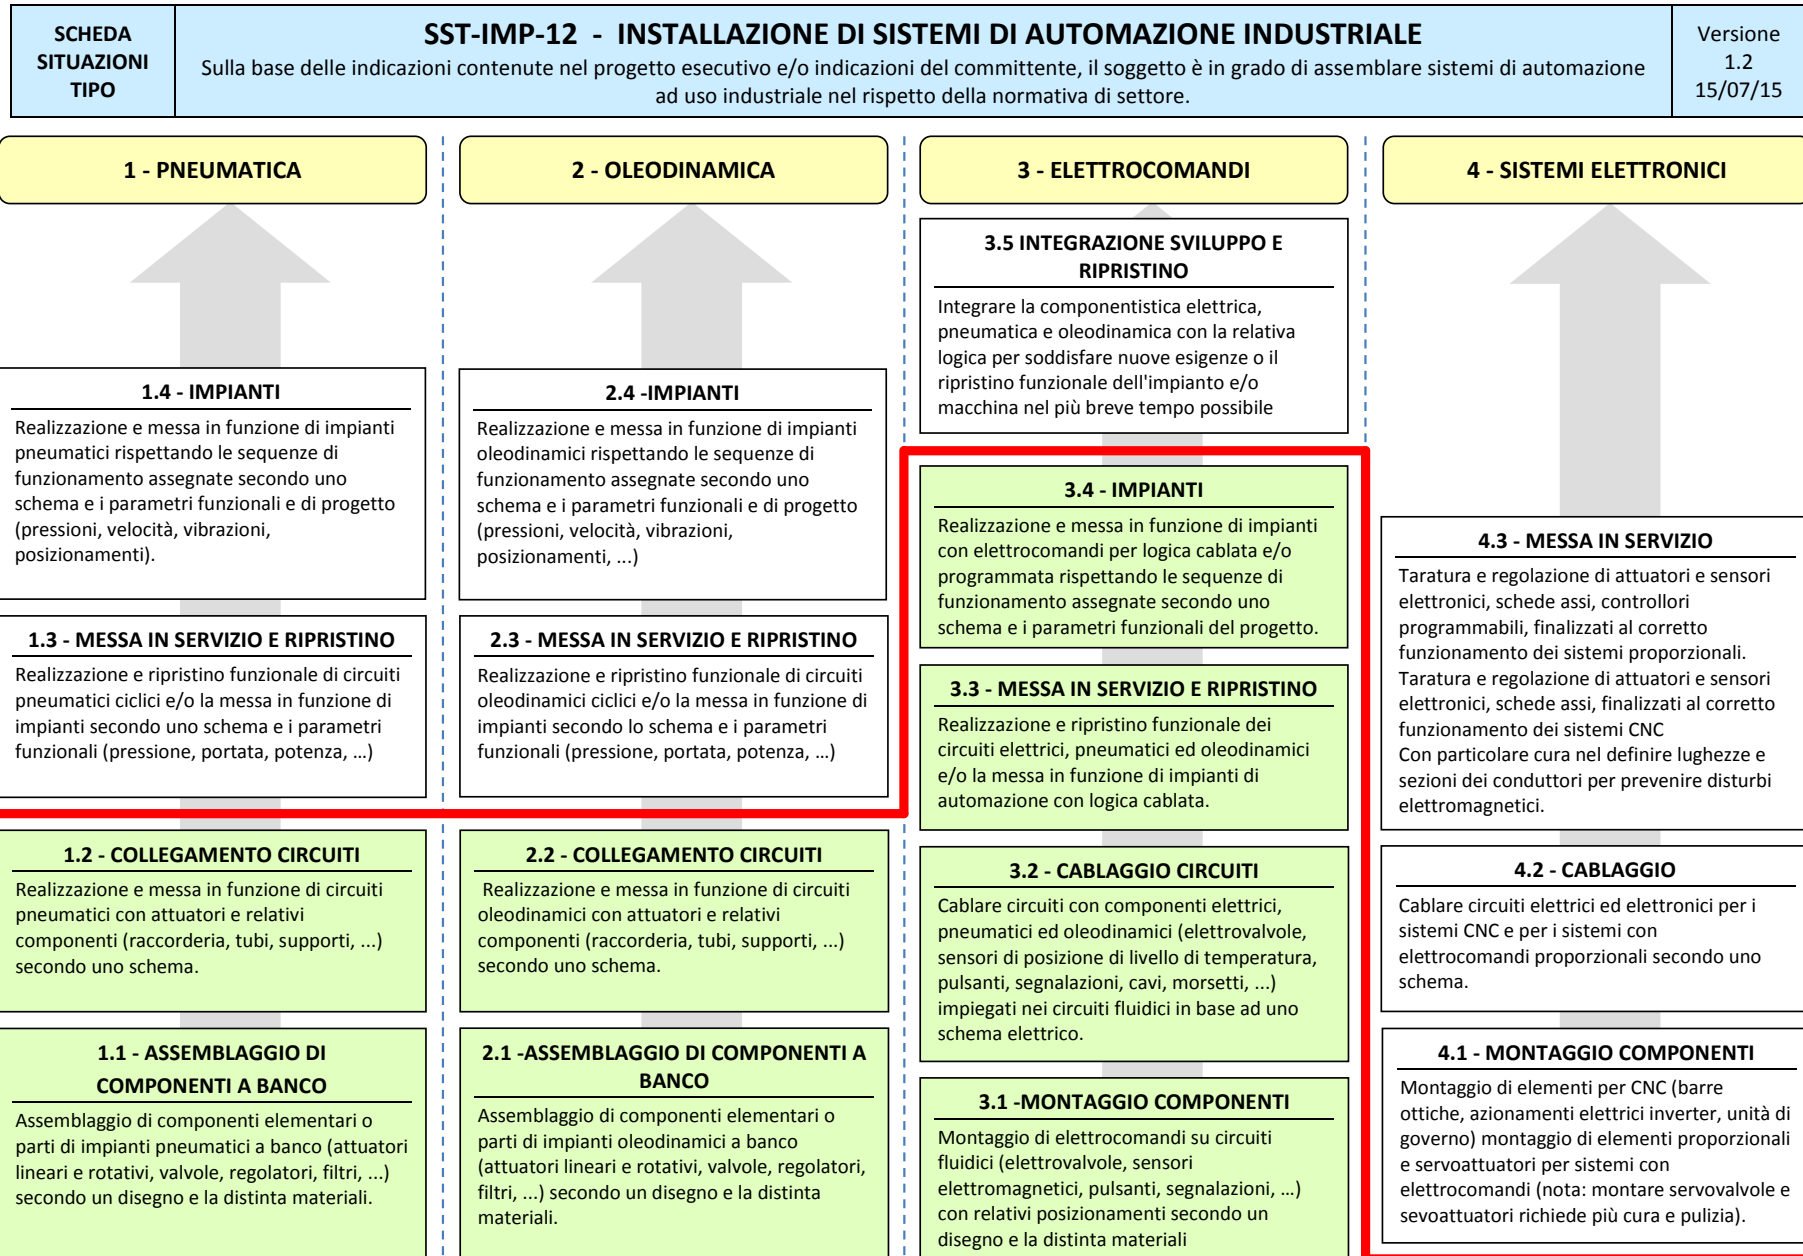 SCHEDA
SITUAZIONI
TIPO
SST-IMP-12 - INSTALLAZIONE DI SISTEMI DI AUTOMAZIONE INDUSTRIALE
Sulla base delle indicazioni contenute nel progetto esecutivo e/o indicazioni del committente, il soggetto è in grado di assemblare sistemi di automazione
ad uso industriale nel rispetto della normativa di settore.
Versione
1.2
15/07/15
1 - PNEUMATICA
1.4 - IMPIANTI
Realizzazione e messa in funzione di impianti
pneumatici rispettando le sequenze di
funzionamento assegnate secondo uno
schema e i parametri funzionali e di progetto
(pressioni, velocità, vibrazioni,
posizionamenti).
1.3 - MESSA IN SERVIZIO E RIPRISTINO
Realizzazione e ripristino funzionale di circuiti
pneumatici ciclici e/o la messa in funzione di
impianti secondo uno schema e i parametri
funzionali (pressione, portata, potenza, ...)
1.2 - COLLEGAMENTO CIRCUITI
Realizzazione e messa in funzione di circuiti
pneumatici con attuatori e relativi
componenti (raccorderia, tubi, supporti, ...)
secondo uno schema.
1.1 - ASSEMBLAGGIO DI
COMPONENTI A BANCO
Assemblaggio di componenti elementari o
parti di impianti pneumatici a banco (attuatori
lineari e rotativi, valvole, regolatori, filtri, ...)
secondo un disegno e la distinta materiali.
2 - OLEODINAMICA
2.4 -IMPIANTI
Realizzazione e messa in funzione di impianti
oleodinamici rispettando le sequenze di
funzionamento assegnate secondo uno
schema e i parametri funzionali e di progetto
(pressioni, velocità, vibrazioni,
posizionamenti, ...)
2.3 - MESSA IN SERVIZIO E RIPRISTINO
Realizzazione e ripristino funzionale di circuiti
oleodinamici ciclici e/o la messa in funzione di
impianti secondo lo schema e i parametri
funzionali (pressione, portata, potenza, ...)
2.2 - COLLEGAMENTO CIRCUITI
Realizzazione e messa in funzione di circuiti
oleodinamici con attuatori e relativi
componenti (raccorderia, tubi, supporti, ...)
secondo uno schema.
2.1 -ASSEMBLAGGIO DI COMPONENTI A
BANCO
Assemblaggio di componenti elementari o
parti di impianti oleodinamici a banco
(attuatori lineari e rotativi, valvole, regolatori,
filtri, ...) secondo un disegno e la distinta
materiali.
3 - ELETTROCOMANDI
3.5 INTEGRAZIONE SVILUPPO E
RIPRISTINO
Integrare la componentistica elettrica,
pneumatica e oleodinamica con la relativa
logica per soddisfare nuove esigenze o il
ripristino funzionale dell'impianto e/o
macchina nel più breve tempo possibile
3.4 - IMPIANTI
Realizzazione e messa in funzione di impianti
con elettrocomandi per logica cablata e/o
programmata rispettando le sequenze di
funzionamento assegnate secondo uno
schema e i parametri funzionali del progetto.
3.3 - MESSA IN SERVIZIO E RIPRISTINO
Realizzazione e ripristino funzionale dei
circuiti elettrici, pneumatici ed oleodinamici
e/o la messa in funzione di impianti di
automazione con logica cablata.
3.2 - CABLAGGIO CIRCUITI
Cablare circuiti con componenti elettrici,
pneumatici ed oleodinamici (elettrovalvole,
sensori di posizione di livello di temperatura,
pulsanti, segnalazioni, cavi, morsetti, ...)
impiegati nei circuiti fluidici in base ad uno
schema elettrico.
3.1 -MONTAGGIO COMPONENTI
Montaggio di elettrocomandi su circuiti
fluidici (elettrovalvole, sensori
elettromagnetici, pulsanti, segnalazioni, ...)
con relativi posizionamenti secondo un
disegno e la distinta materiali
4 - SISTEMI ELETTRONICI
4.3 - MESSA IN SERVIZIO
Taratura e regolazione di attuatori e sensori
elettronici, schede assi, controllori
programmabili, finalizzati al corretto
funzionamento dei sistemi proporzionali.
Taratura e regolazione di attuatori e sensori
elettronici, schede assi, finalizzati al corretto
funzionamento dei sistemi CNC
Con particolare cura nel definire lughezze e
sezioni dei conduttori per prevenire disturbi
elettromagnetici.
4.2 - CABLAGGIO
Cablare circuiti elettrici ed elettronici per i
sistemi CNC e per i sistemi con
elettrocomandi proporzionali secondo uno
schema.
4.1 - MONTAGGIO COMPONENTI
Montaggio di elementi per CNC (barre
ottiche, azionamenti elettrici inverter, unità di
governo) montaggio di elementi proporzionali
e servoattuatori per sistemi con
elettrocomandi (nota: montare servovalvole e
sevoattuatori richiede più cura e pulizia).